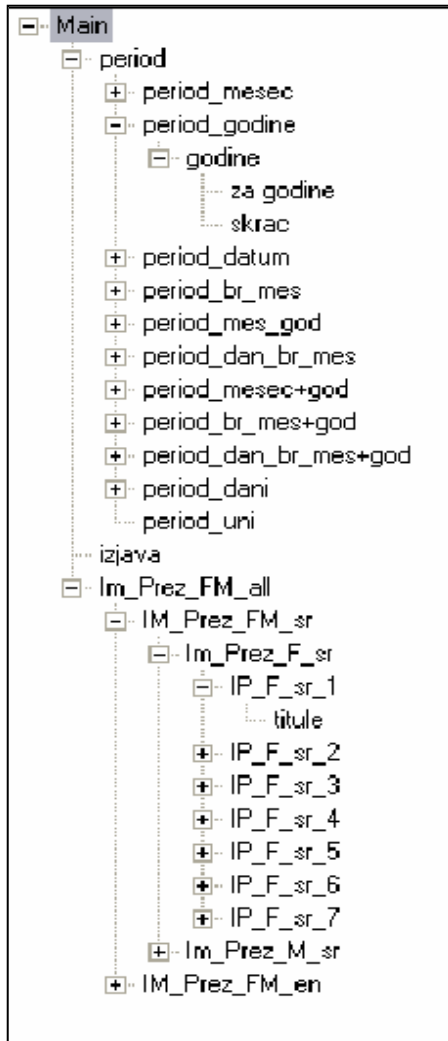 Main
period
period_mesec
period_godine
godine
za godine
skrac
period_datum
period_br_mes
period_mes_god
period_dan_br_mes
period_mesec+god
period_br_mes+god
period_dan_br_mes+god
period_dani
period_uni
izjava
Im_Prez_FM_all
IM_Prez_FM_sr
Im_Prez_F_sr
IP_F_sr_1
titule
IP_F_sr_2
IP_F_sr_3
IP_F_sr_4
IP_F_sr_5
IP_F_sr_6
IP_F_sr_7
Im_Prez_M_sr
IM_Prez_FM_en